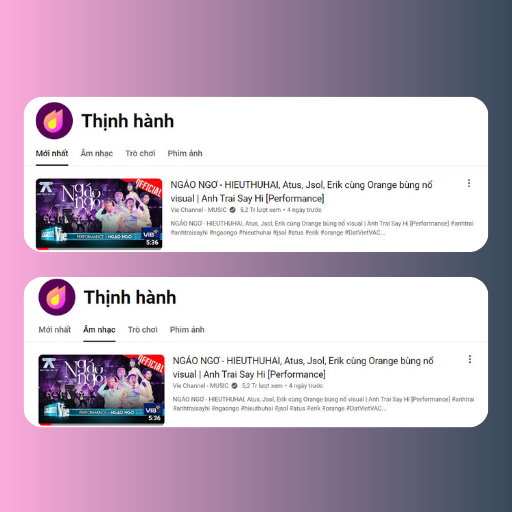 Thịnh hành
Mới nhất Âm nhạc Trò chơi Phim ảnh
OFFICIAL
Ngáo ngơ
Vie
PERFORMANCE - NGÁO NGƠ
VIB
5:36
NGÁO NGƠ - HIEUTHUHAI, Atus, Jsol, Erik cùng Orange bùng nổ
visual | Anh Trai Say Hi [Performance]
Vie Channel - MUSIC 5,2 Tr lượt xem • 4 ngày trước
NGÁO NGƠ - HIEUTHUHAI, Atus, Jsol, Erik cùng Orange bùng nổ visual | Anh Trai Say Hi [Performance] #anhtrai
#anhtraisayhi #ngaongo #hieuthuhai #jsol #atus #erik #orange #DatVietVAC...
Thịnh hành
Mới nhất Âm nhạc Trò chơi Phim ảnh
OFFICIAL
Ngáo ngơ
Vie
PERFORMANCE - NGÁO NGƠ
VIB
5:36
NGÁO NGƠ - HIEUTHUHAI, Atus, Jsol, Erik cùng Orange bùng nổ
visual | Anh Trai Say Hi [Performance]
Vie Channel - MUSIC 5,2 Tr lượt xem • 4 ngày trước
NGÁO NGƠ - HIEUTHUHAI, Atus, Jsol, Erik cùng Orange bùng nổ visual | Anh Trai Say Hi [Performance] #anhtrai
#anhtraisayhi #ngaongo #hieuthuhai #jsol #atus #erik #orange #DatVietVAC...